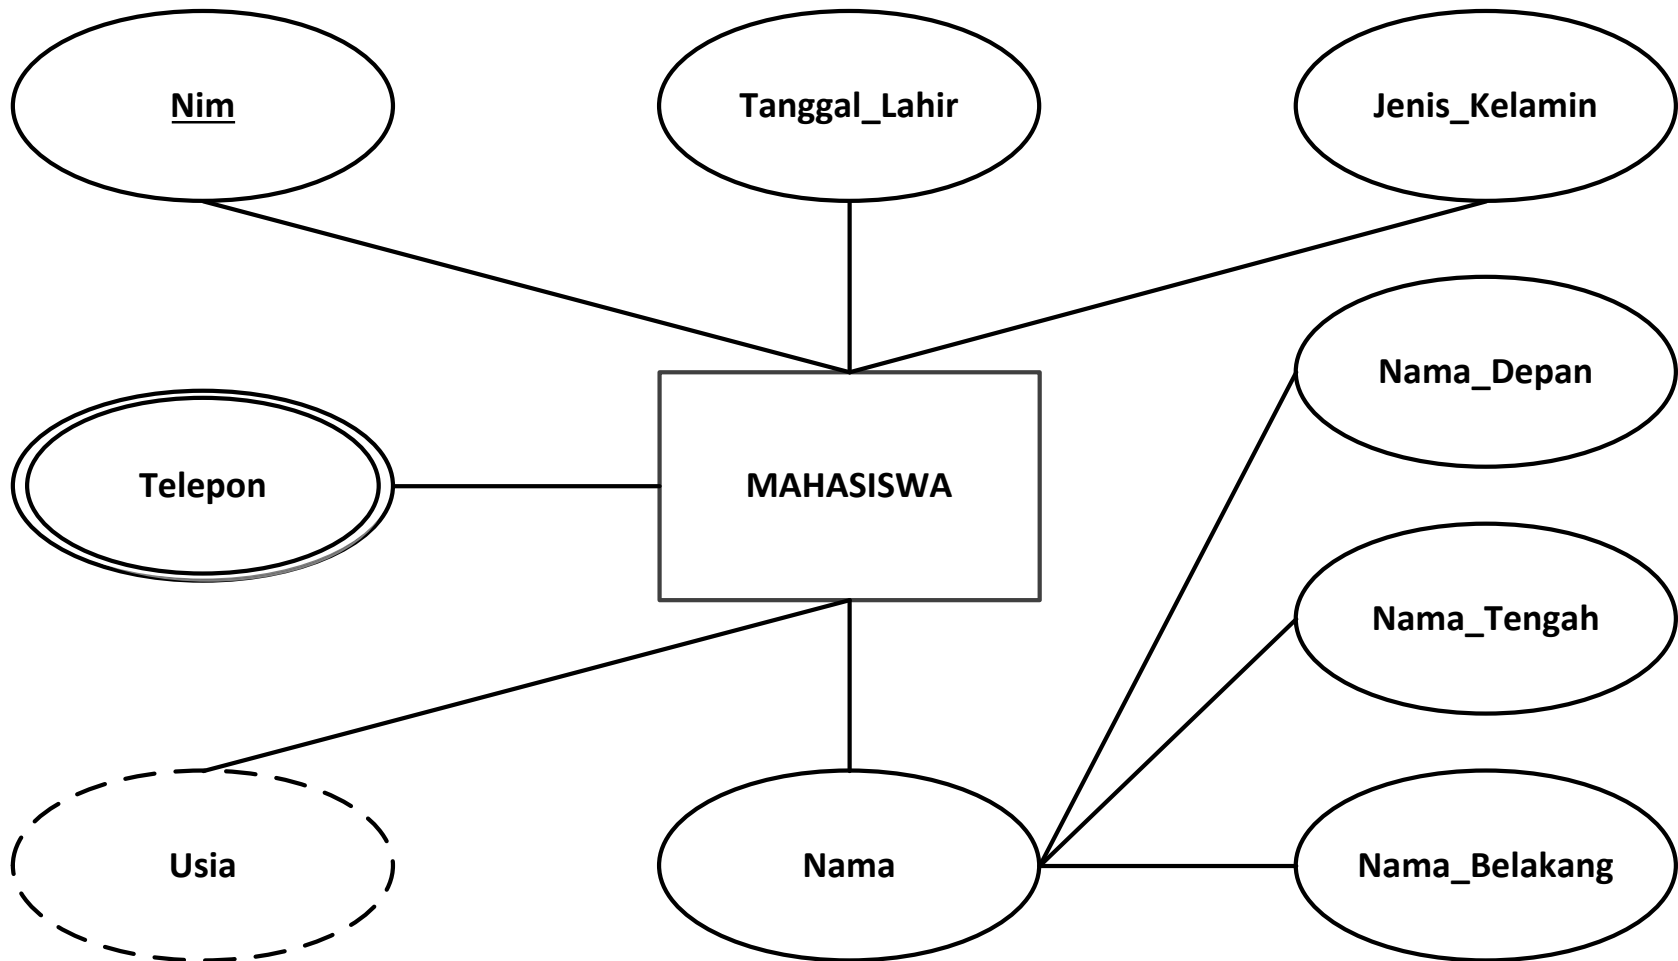 Nim
Tanggal_Lahir
Jenis_Kelamin
Nama_Depan
Telepon
MAHASISWA
Nama_Tengah
Usia
Nama
Nama_Belakang